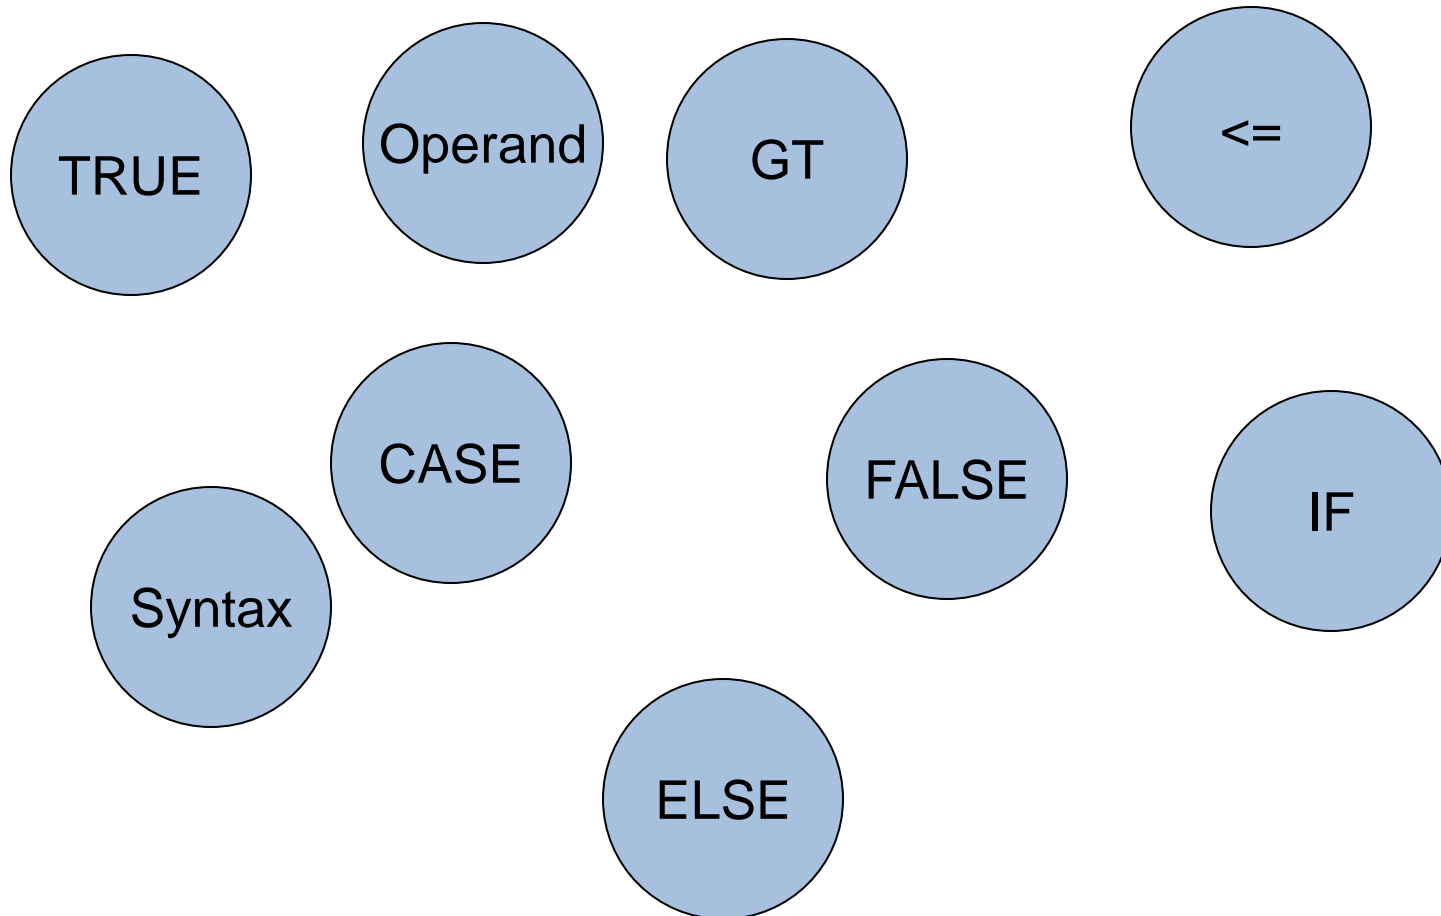 TRUE
Operand
GT
<=
CASE
FALSE
IF
Syntax
ELSE